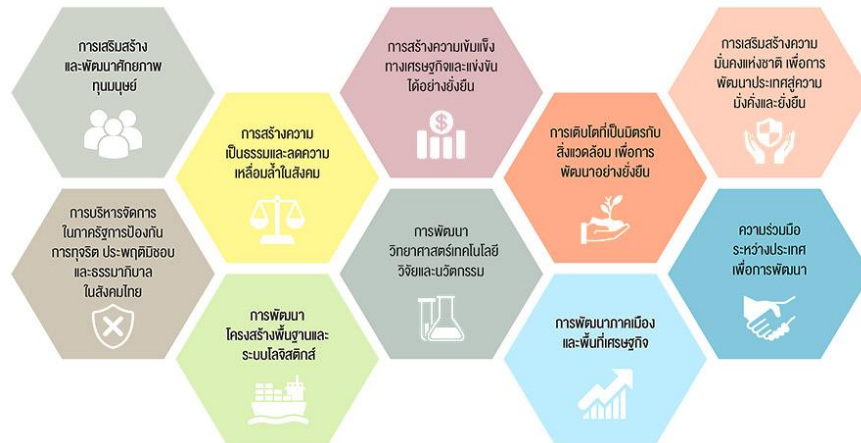 การเสริมสร้าง
และพัฒนาศักยภาพ
ทุนมนุษย์
การสร้างความ
เป็นธรรมและลดความ
เหลื่อมล้ำในสังคม
การสร้างความเข้มแข็ง
ทางเศรษฐกิจและแข่งขัน
ได้อย่างยั่งยืน
การเติบโตที่เป็นมิตรกับ
สิ่งแวดล้อม เพื่อการ
พัฒนาอย่างยั่งยืน
การเสริมสร้างความ
มั่นคงแห่งชาติ เพื่อการ
พัฒนาประเทศสู่ความ
มั่งคั่งและยั่งยืน
การบริหารจัดการ
ในภาครัฐการป้องกัน
การทุจริต ประพฤติมิชอบ
และธรรมาภิบาล
ในสังคมไทย
การพัฒนา
โครงสร้างพื้นฐานและ
ระบบโลจิสติกส์
การพัฒนา
วิทยาศาสตร์เทคโนโลยี
วิจัยและนวัตกรรม
การพัฒนาภาคเมือง
และพื้นที่เศรษฐกิจ
ความร่วมมือ
ระหว่างประเทศ
เพื่อการพัฒนา